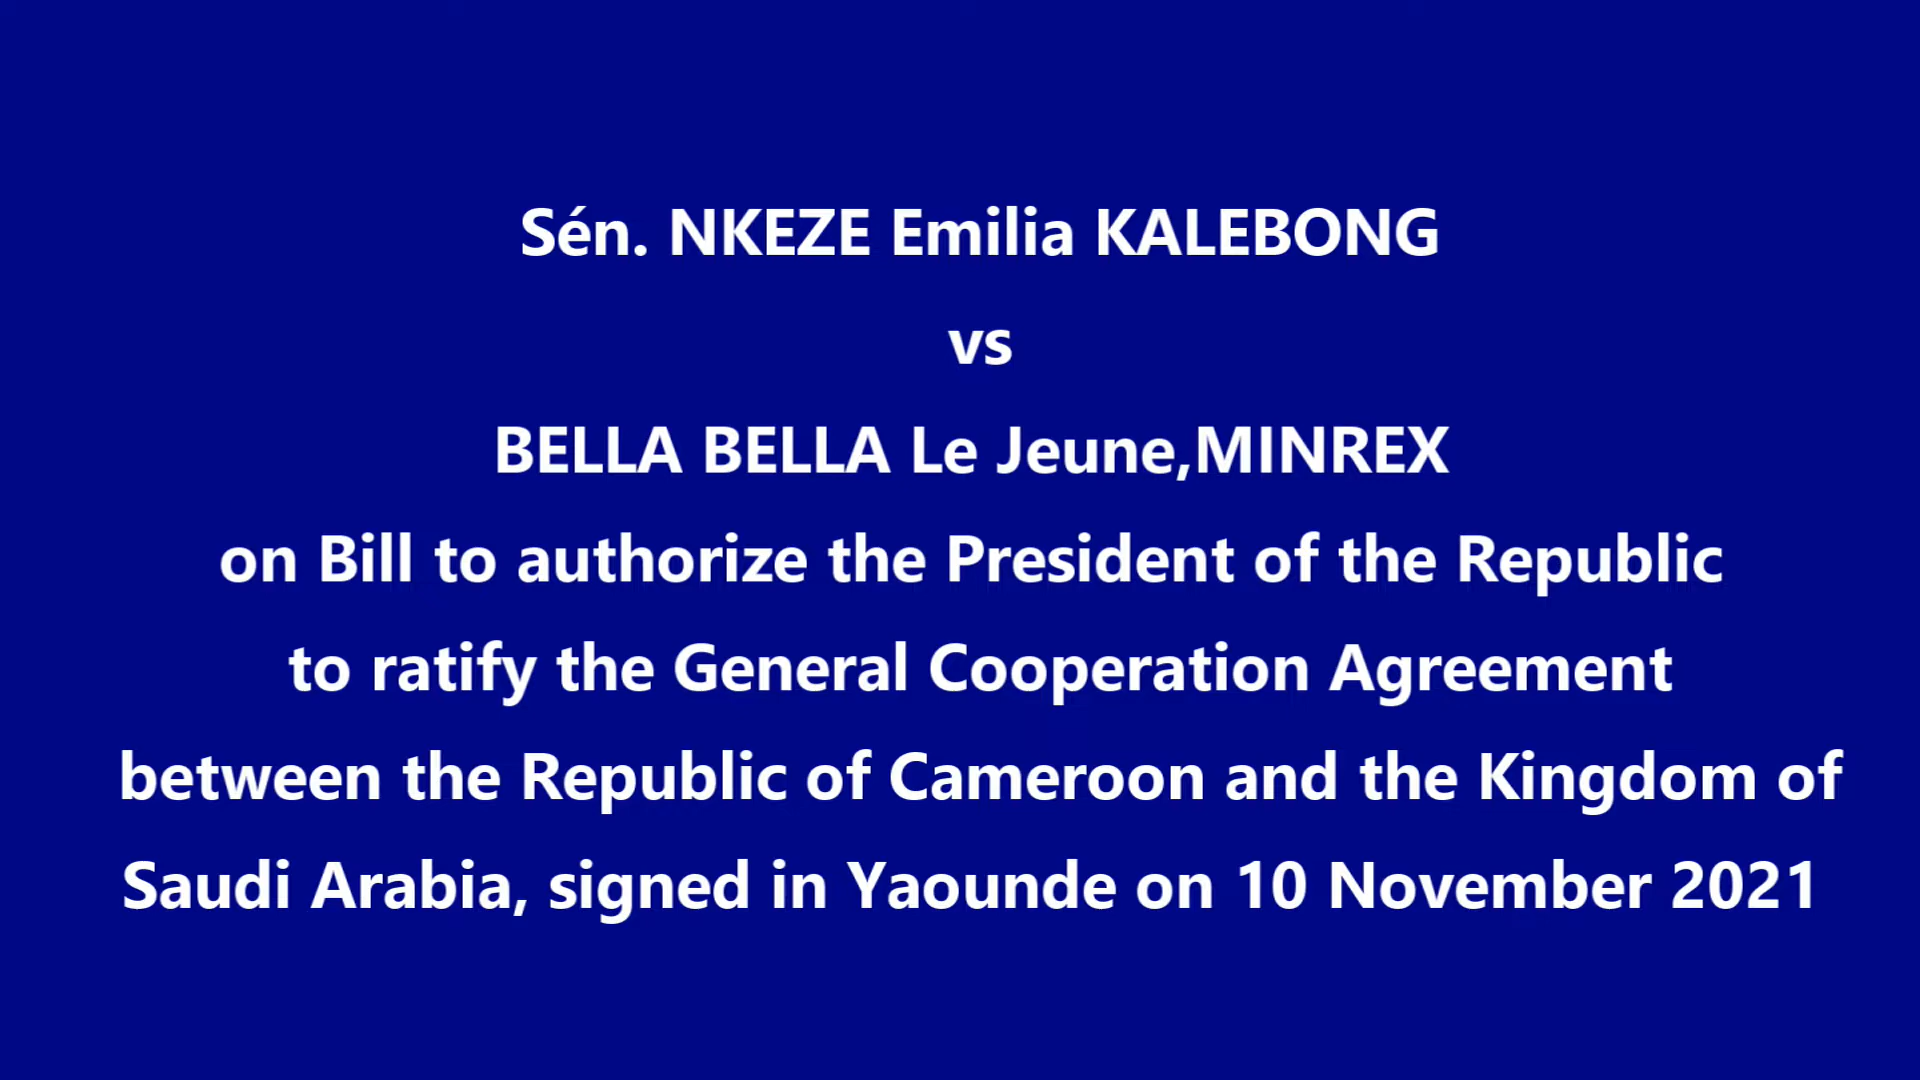 Sén. NKEZE Emilia KALEBONG
vs
BELLA BELLA Le Jeune,MINREX
on Bill to authorize the President of the Republic
to ratify the General Cooperation Agreement
between the Republic of Cameroon and the Kingdom of
Saudi Arabia, signed in Yaounde on 10 November 2021